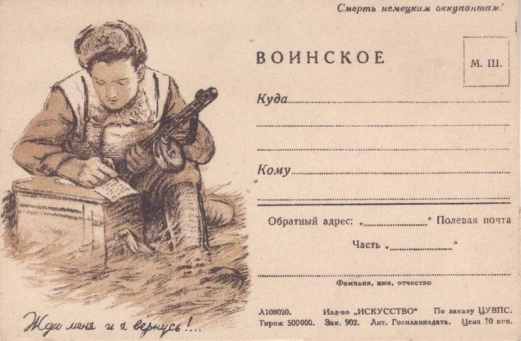 Смерть немецким оккупантам!
ВОИНСКОЕ
М. Ш.
Куда
Кому
Обратный адрес: „ “ Полевая почта
Часть „ “
Фамилия, имя, отчество
А108020. Изд-во „ИСКУССТВО“ По заказу ЦУВПС.
Тираж 500000. Зак. 902. Ант. Госпланиздата. Цена 10 коп.
Жди меня и я вернусь!...